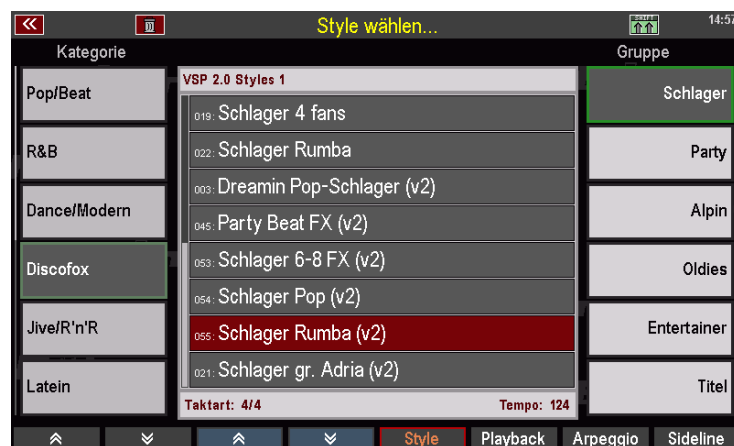 Style wählen...
SHIFT
14:57
Kategorie
Gruppe
Pop/Beat
R&B
Dance/Modern
Discofox
Jive/R'n'R
Latein
VSP 2.0 Styles 1
019: Schlager 4 fans
022: Schlager Rumba
003: Dreamin Pop-Schlager (v2)
045: Party Beat FX (v2)
053: Schlager 6-8 FX (v2)
054: Schlager Pop (v2)
055: Schlager Rumba (v2)
021: Schlager gr. Adria (v2)
Taktart: 4/4
Tempo: 124
Schlager
Party
Alpin
Oldies
Entertainer
Titel
Style
Playback
Arpeggio
Sideline